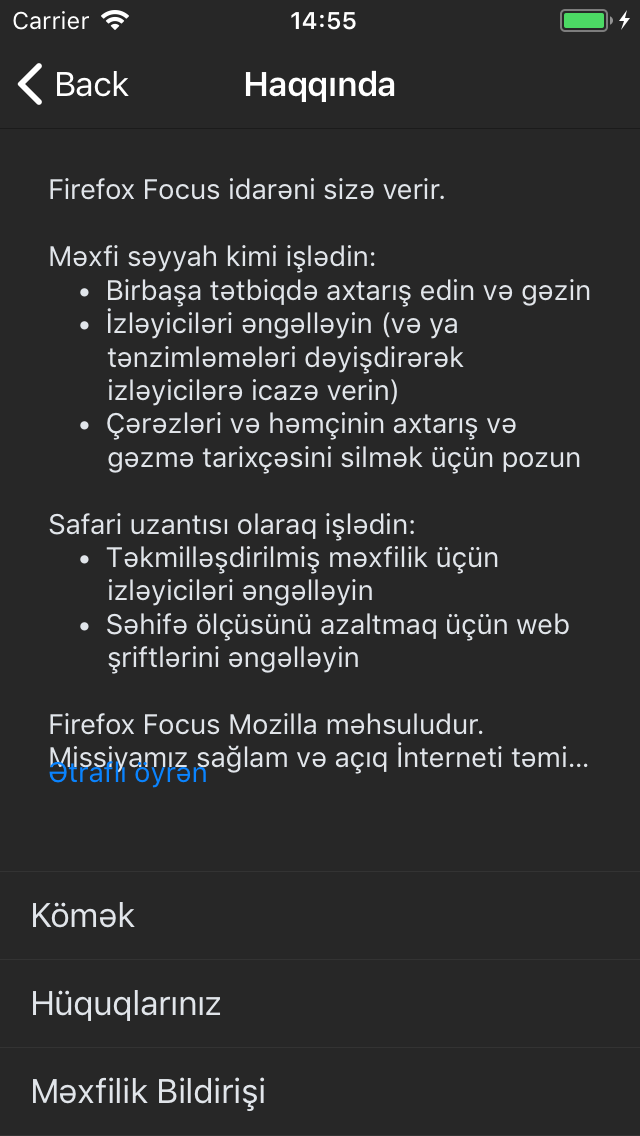 Carrier 14:55
Back Haqqında
Firefox Focus idarəni sizə verir.
Məxfi səyyah kimi işlədin:
• Birbaşa tətbiqdə axtarış edin və gəzin
• İzləyiciləri əngəlləyin (və ya
tənzimləmələri dəyişdirərək
izləyicilərə icazə verin)
• Çərəzləri və həmçinin axtarış və
gəzmə tarixçəsini silmək üçün pozun
Safari uzantısı olaraq işlədin:
• Təkmilləşdirilmiş məxfilik üçün
izləyiciləri əngəlləyin
• Səhifə ölçüsünü azaltmaq üçün web
şriftlərini əngəlləyin
Firefox Focus Mozilla məhsuludur.
Missiyamız sağlam və açıq İnterneti təmi...
Ətraflı öyrən
Kömək
Hüquqlarınız
Məxfilik Bildirişi